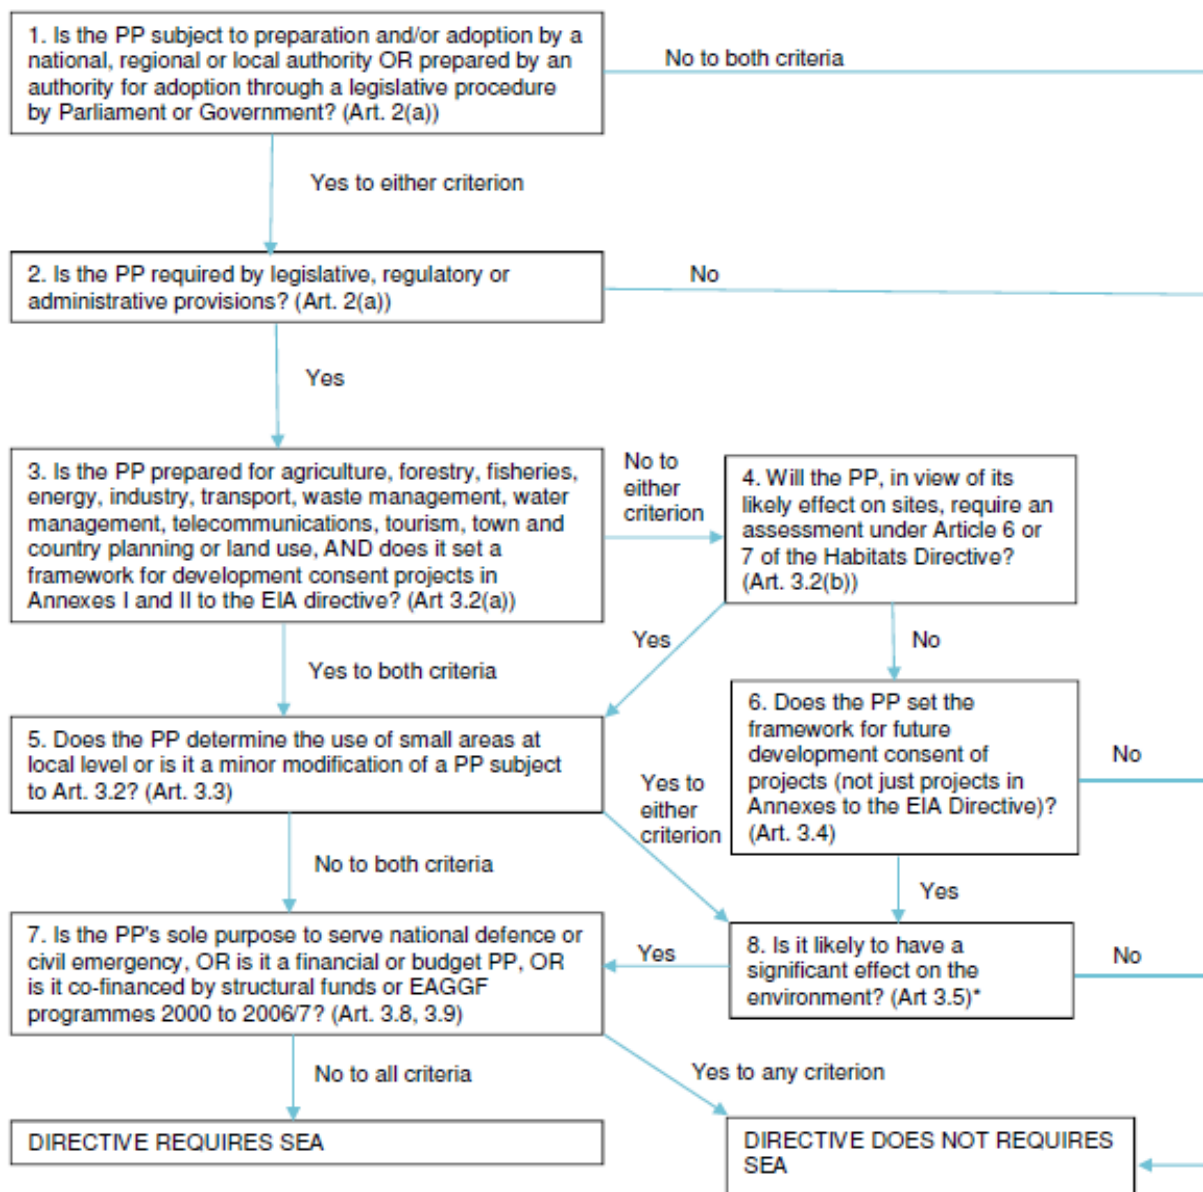 1. Is the PP subject to preparation and/or adoption by a
national, regional or local authority OR prepared by an
authority for adoption through a legislative procedure
by Parliament or Government? (Art. 2(a))
No to both criteria
Yes to either criterion
2. Is the PP required by legislative, regulatory or
administrative provisions? (Art. 2(a))
No
Yes
3. Is the PP prepared for agriculture, forestry, fisheries,
energy, industry, transport, waste management, water
management, telecommunications, tourism, town and
country planning or land use, AND does it set a
framework for development consent projects in
Annexes I and II to the EIA directive? (Art 3.2(a))
No to
either
criterion
4. Will the PP, in view of its
likely effect on sites, require an
assessment under Article 6 or
7 of the Habitats Directive?
(Art. 3.2(b))
Yes
No
Yes to both criteria
5. Does the PP determine the use of small areas at
local level or is it a minor modification of a PP subject
to Art. 3.2? (Art. 3.3)
Yes to
either
criterion
6. Does the PP set the
framework for future
development consent of
projects (not just projects in
Annexes to the EIA Directive)?
(Art. 3.4)
No
No to both criteria
Yes
7. Is the PP's sole purpose to serve national defence or
civil emergency, OR is it a financial or budget PP, OR
is it co-financed by structural funds or EAGGF
programmes 2000 to 2006/7? (Art. 3.8, 3.9)
Yes
8. Is it likely to have a
significant effect on the
environment? (Art 3.5)*
No
No to all criteria
Yes to any criterion
DIRECTIVE REQUIRES SEA
DIRECTIVE DOES NOT REQUIRES
SEA